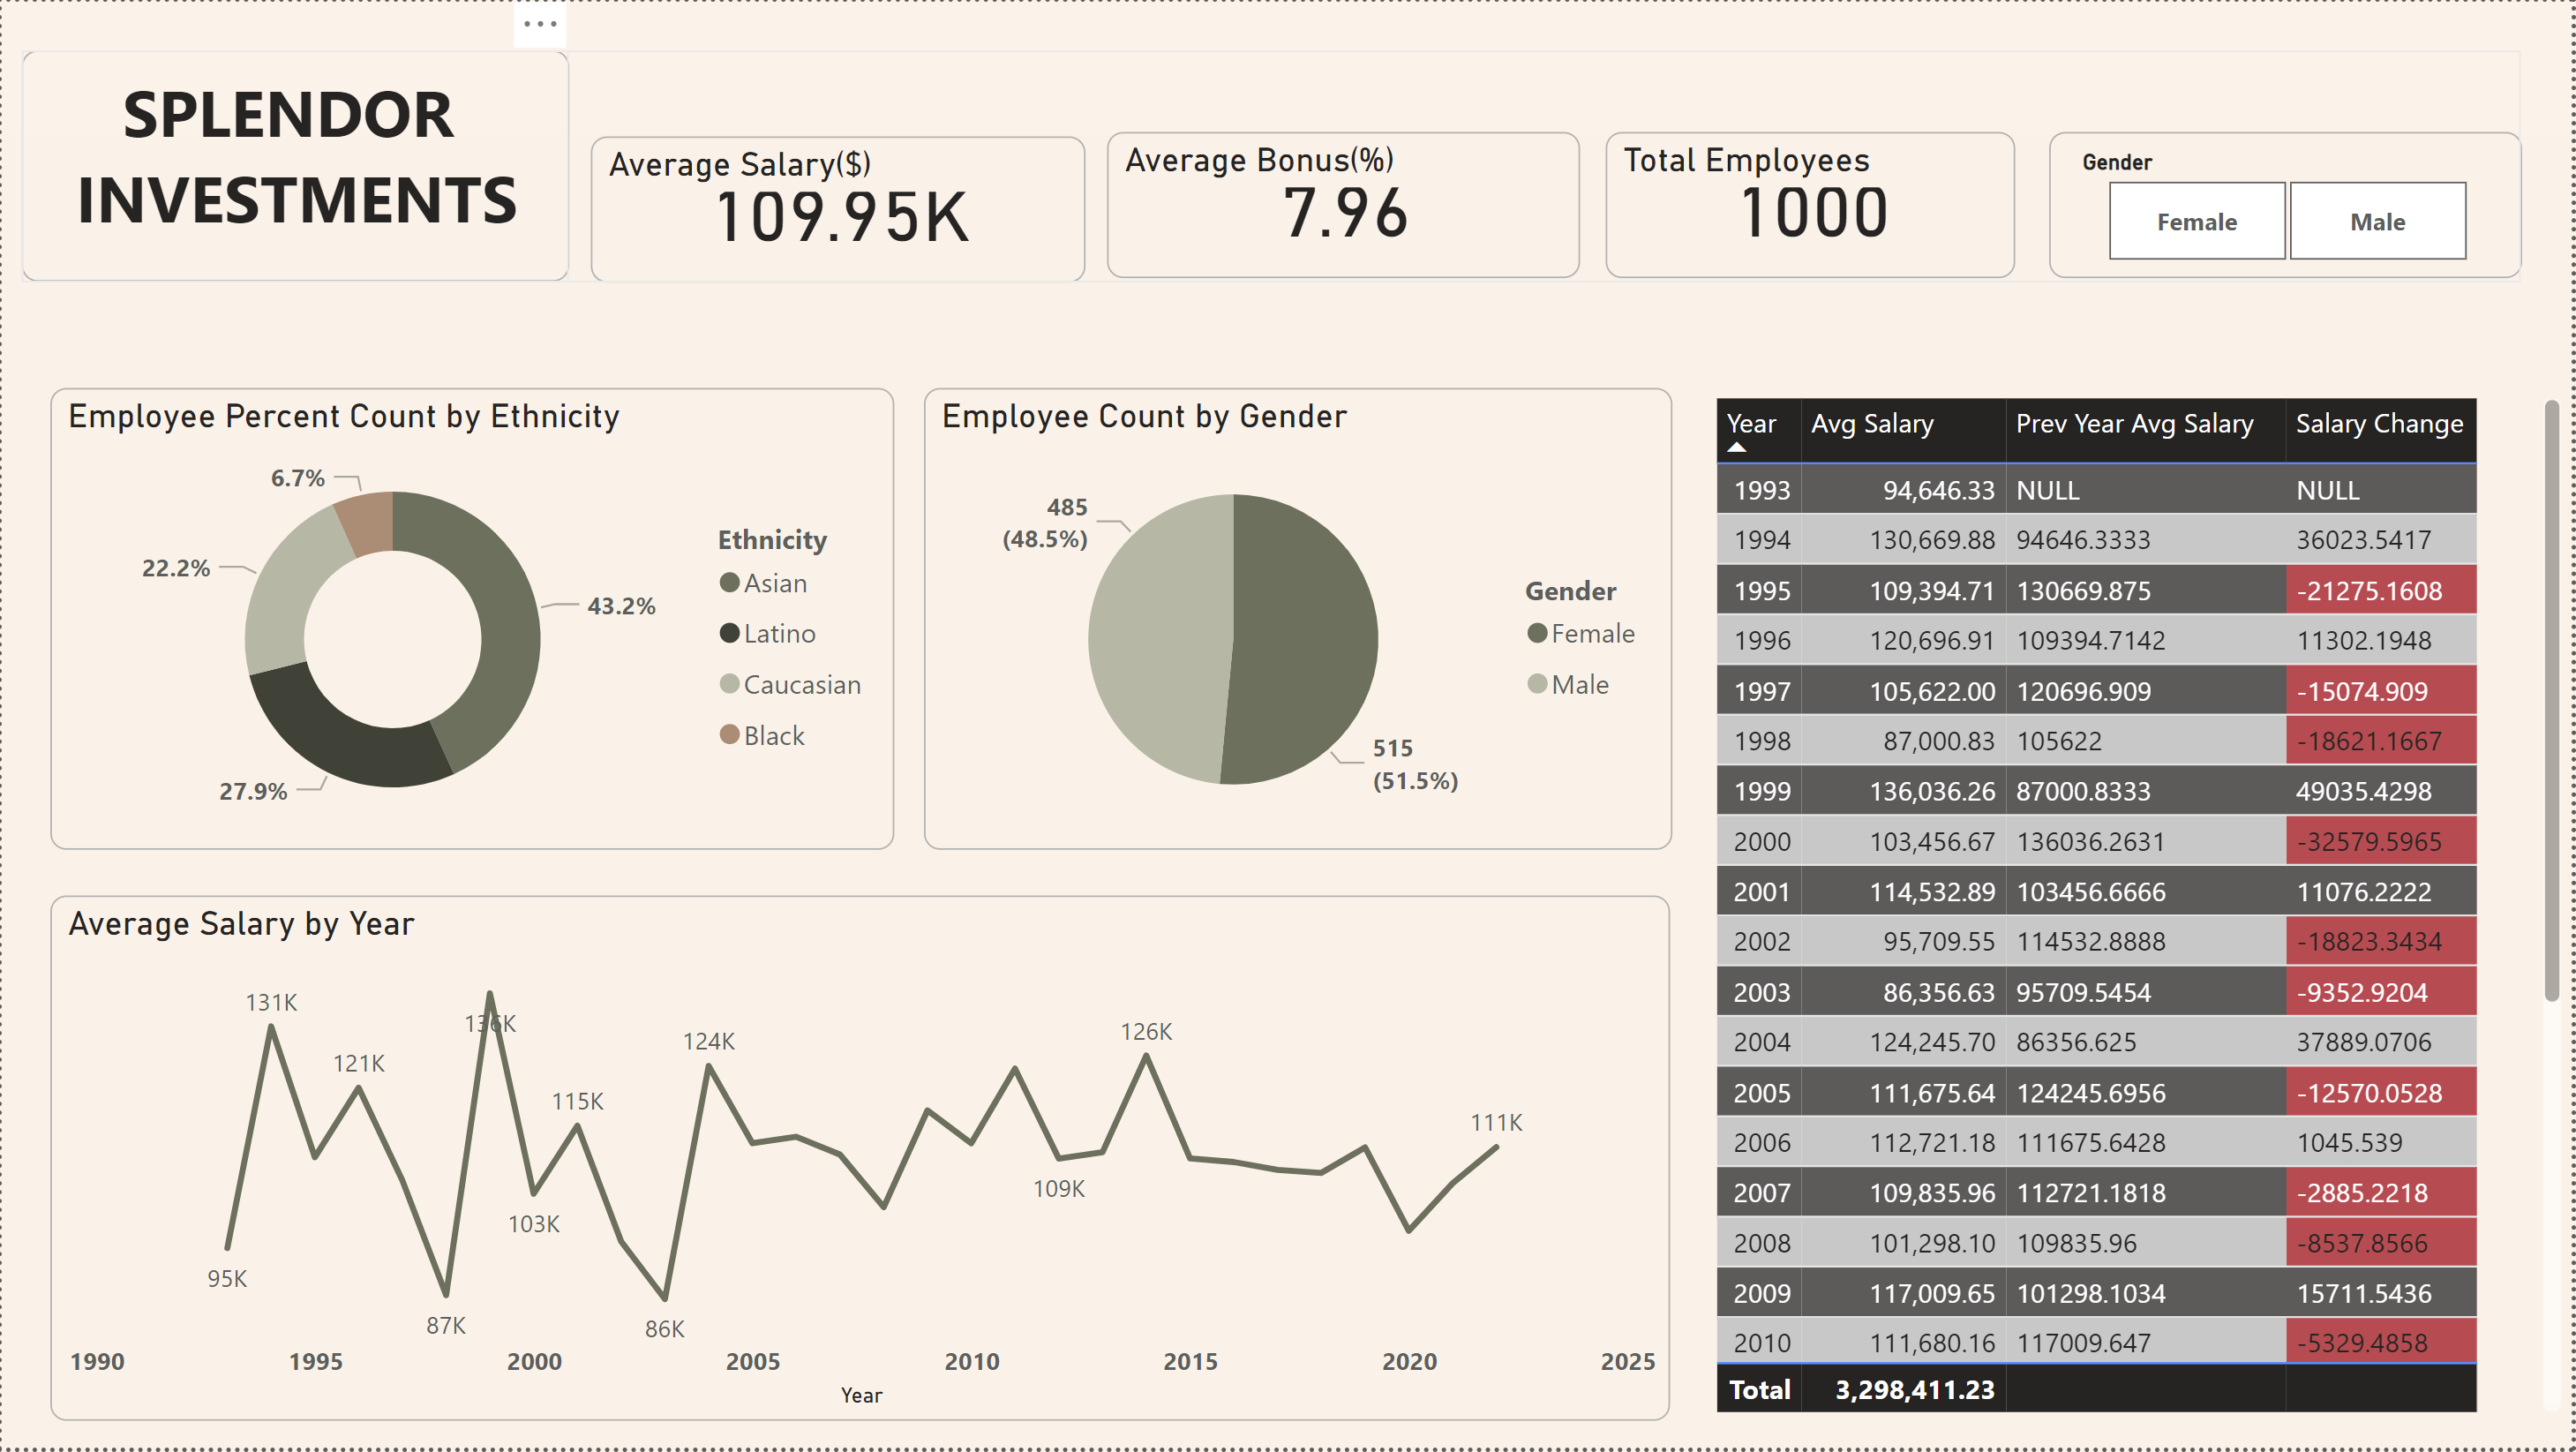 SPLENDOR
INVESTMENTS
Average Salary($)
109.95K
Average Bonus(%)
7.96
Total Employees
1000
Gender
Female Male
Employee Percent Count by Ethnicity
6.7%
22.2%
43.2%
27.9%
Ethnicity
Asian
Latino
Caucasian
Black
Employee Count by Gender
485
(48.5%)
515
(51.5%)
Gender
Female
Male
Average Salary by Year
131K
136K
121K
124K
126K
115K
111K
109K
103K
95K
87K
86K
1990 1995 2000 2005 2010 2015 2020 2025
Year
Year Avg Salary Prev Year Avg Salary Salary Change
1993 94,646.33 NULL NULL
1994 130,669.88 94646.3333 36023.5417
1995 109,394.71 130669.875 -21275.1608
1996 120,696.91 109394.7142 11302.1948
1997 105,622.00 120696.909 -15074.909
1998 87,000.83 105622 -18621.1667
1999 136,036.26 87000.8333 49035.4298
2000 103,456.67 136036.2631 -32579.5965
2001 114,532.89 103456.6666 11076.2222
2002 95,709.55 114532.8888 -18823.3434
2003 86,356.63 95709.5454 -9352.9204
2004 124,245.70 86356.625 37889.0706
2005 111,675.64 124245.6956 -12570.0528
2006 112,721.18 111675.6428 1045.539
2007 109,835.96 112721.1818 -2885.2218
2008 101,298.10 109835.96 -8537.8566
2009 117,009.65 101298.1034 15711.5436
2010 111,680.16 117009.647 -5329.4858
Total 3,298,411.23